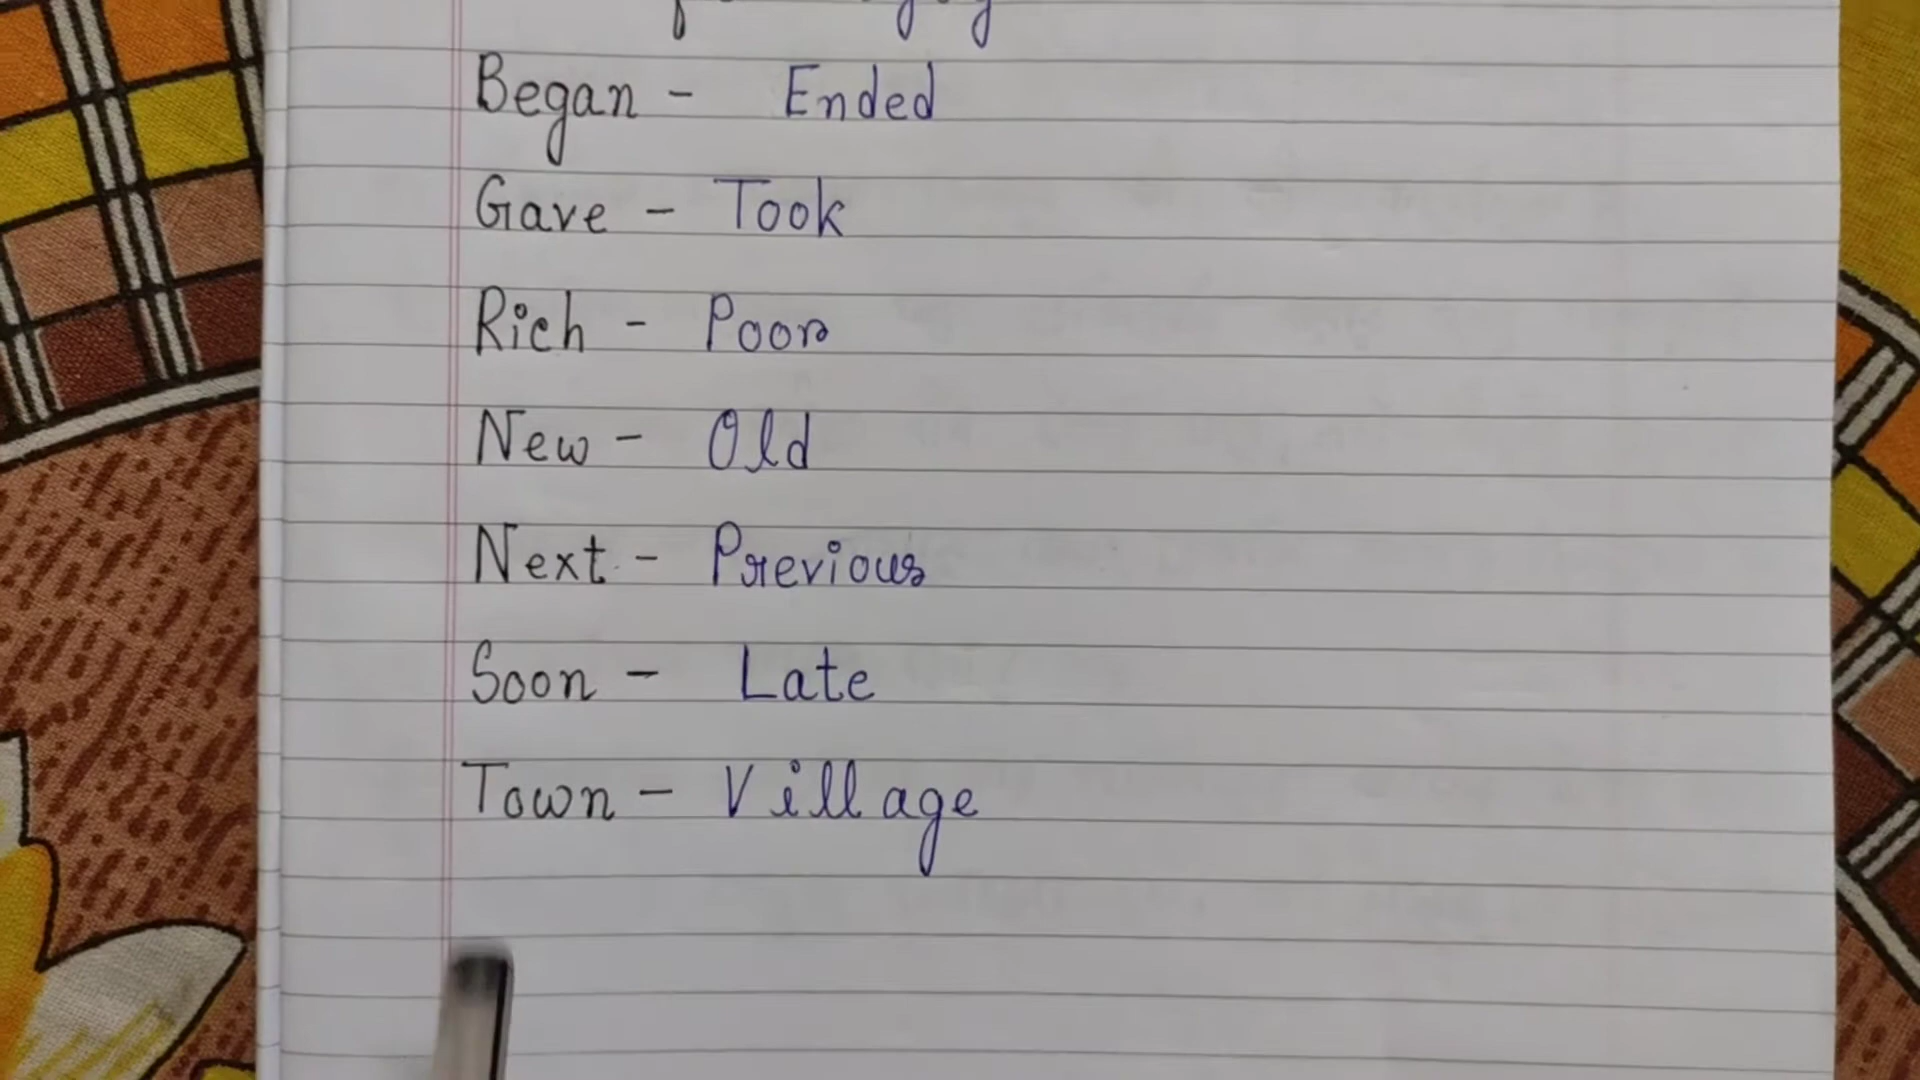 Began - Ended
Gave - Took
Rich - Poor
New - Old
Next - Previous
Soon - Late
Town - Village